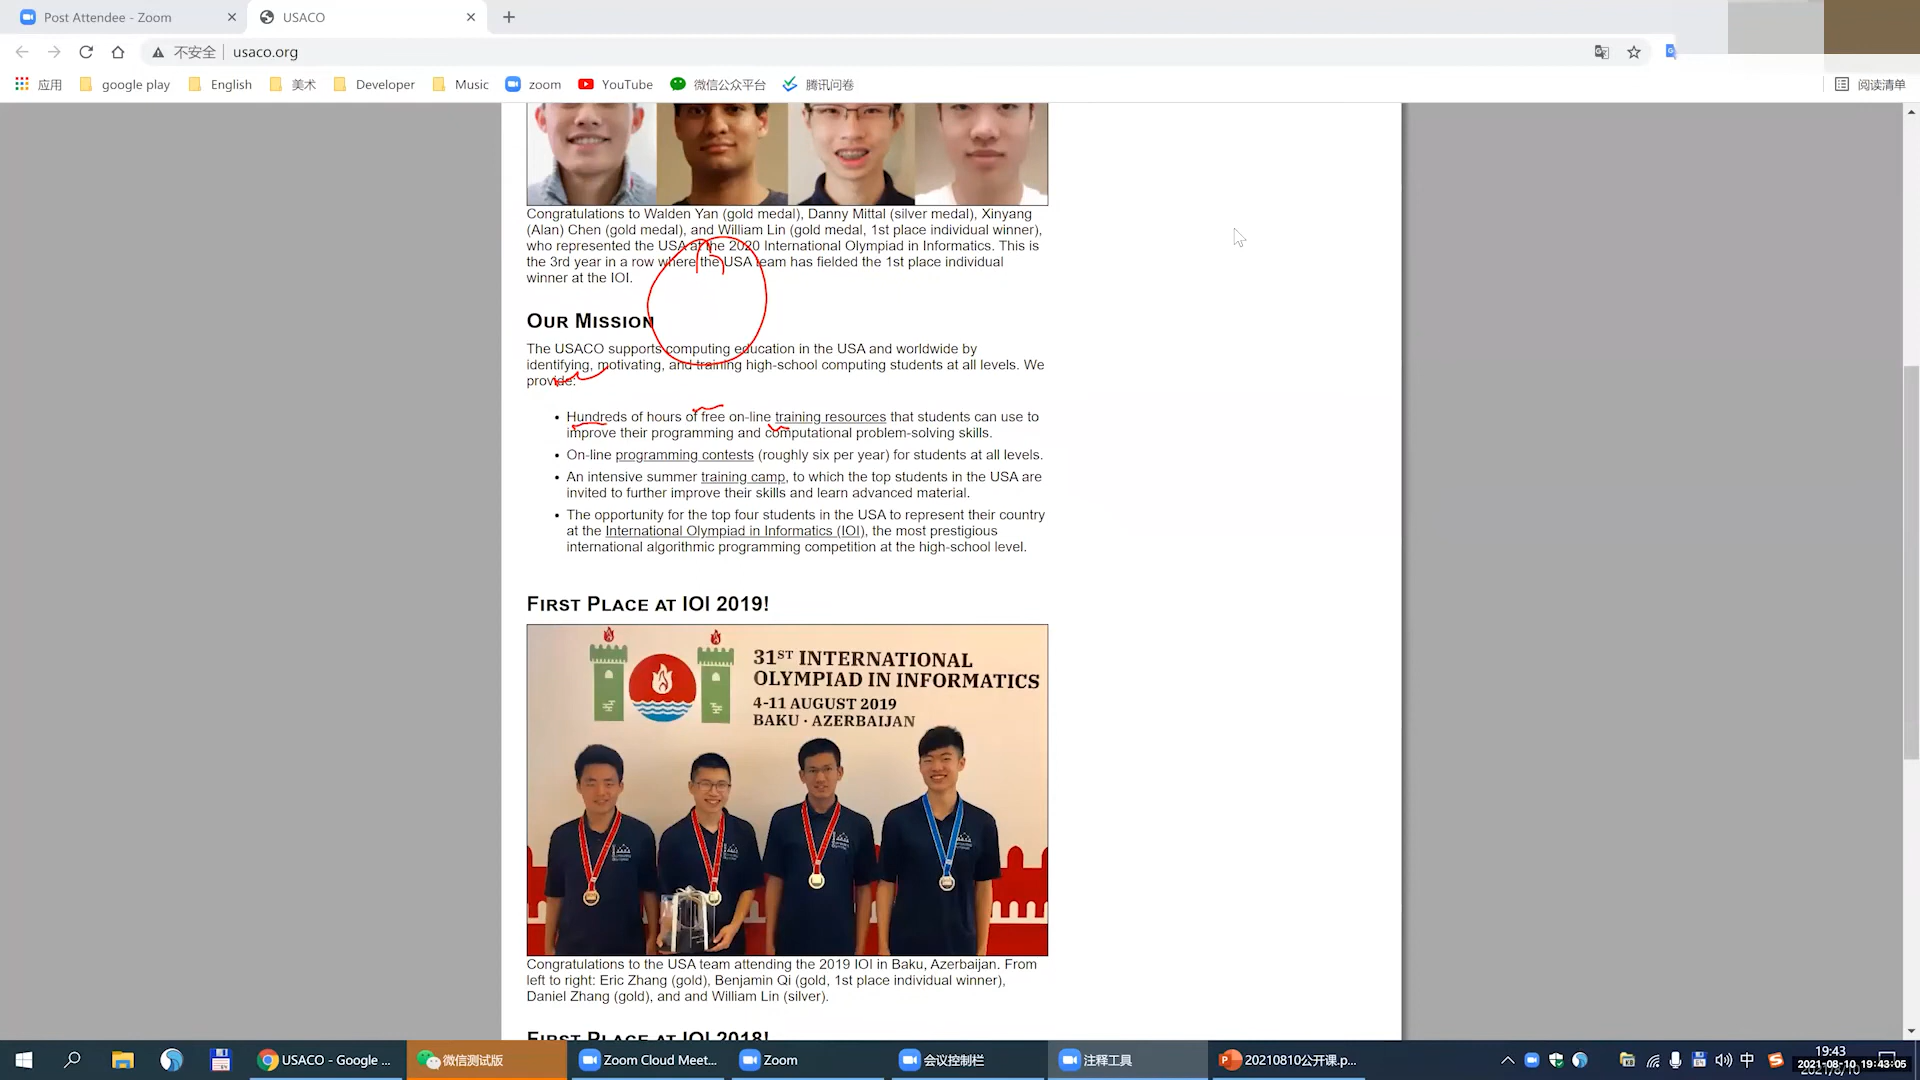 Post Attendee - Zoom
USACO
不安全
usaco.org
应用
google play
English
美术
Developer
Music
zoom
YouTube
微信公众平台
腾讯问卷
阅读清单
Congratulations to Walden Yan (gold medal), Danny Mittal (silver medal), Xinyang
(Alan) Chen (gold medal), and William Lin (gold medal, 1st place individual winner),
who represented the USA at the 2020 International Olympiad in Informatics. This is
the 3rd year in a row where the USA team has fielded the 1st place individual
winner at the IOI.
OUR MISSION
The USACO supports computing education in the USA and worldwide by
identifying, motivating, and training high-school computing students at all levels. We
provide:
• Hundreds of hours of free on-line training resources that students can use to
improve their programming and computational problem-solving skills.
• On-line programming contests (roughly six per year) for students at all levels.
• An intensive summer training camp, to which the top students in the USA are
invited to further improve their skills and learn advanced material.
• The opportunity for the top four students in the USA to represent their country
at the International Olympiad in Informatics (IOI), the most prestigious
international algorithmic programming competition at the high-school level.
FIRST PLACE AT IOI 2019!
31ST INTERNATIONAL
OLYMPIAD IN INFORMATICS
4-11 AUGUST 2019
BAKU · AZERBAIJAN
Congratulations to the USA team attending the 2019 IOI in Baku, Azerbaijan. From
left to right: Eric Zhang (gold), Benjamin Qi (gold, 1st place individual winner),
Daniel Zhang (gold), and and William Lin (silver).
FIRST PLACE AT IOI 2018!
USACO - Google ...
微信测试版
Zoom Cloud Meet...
Zoom
会议控制栏
注释工具
20210810公开课.p...
中
19:43
2021-08-10 19:43:05